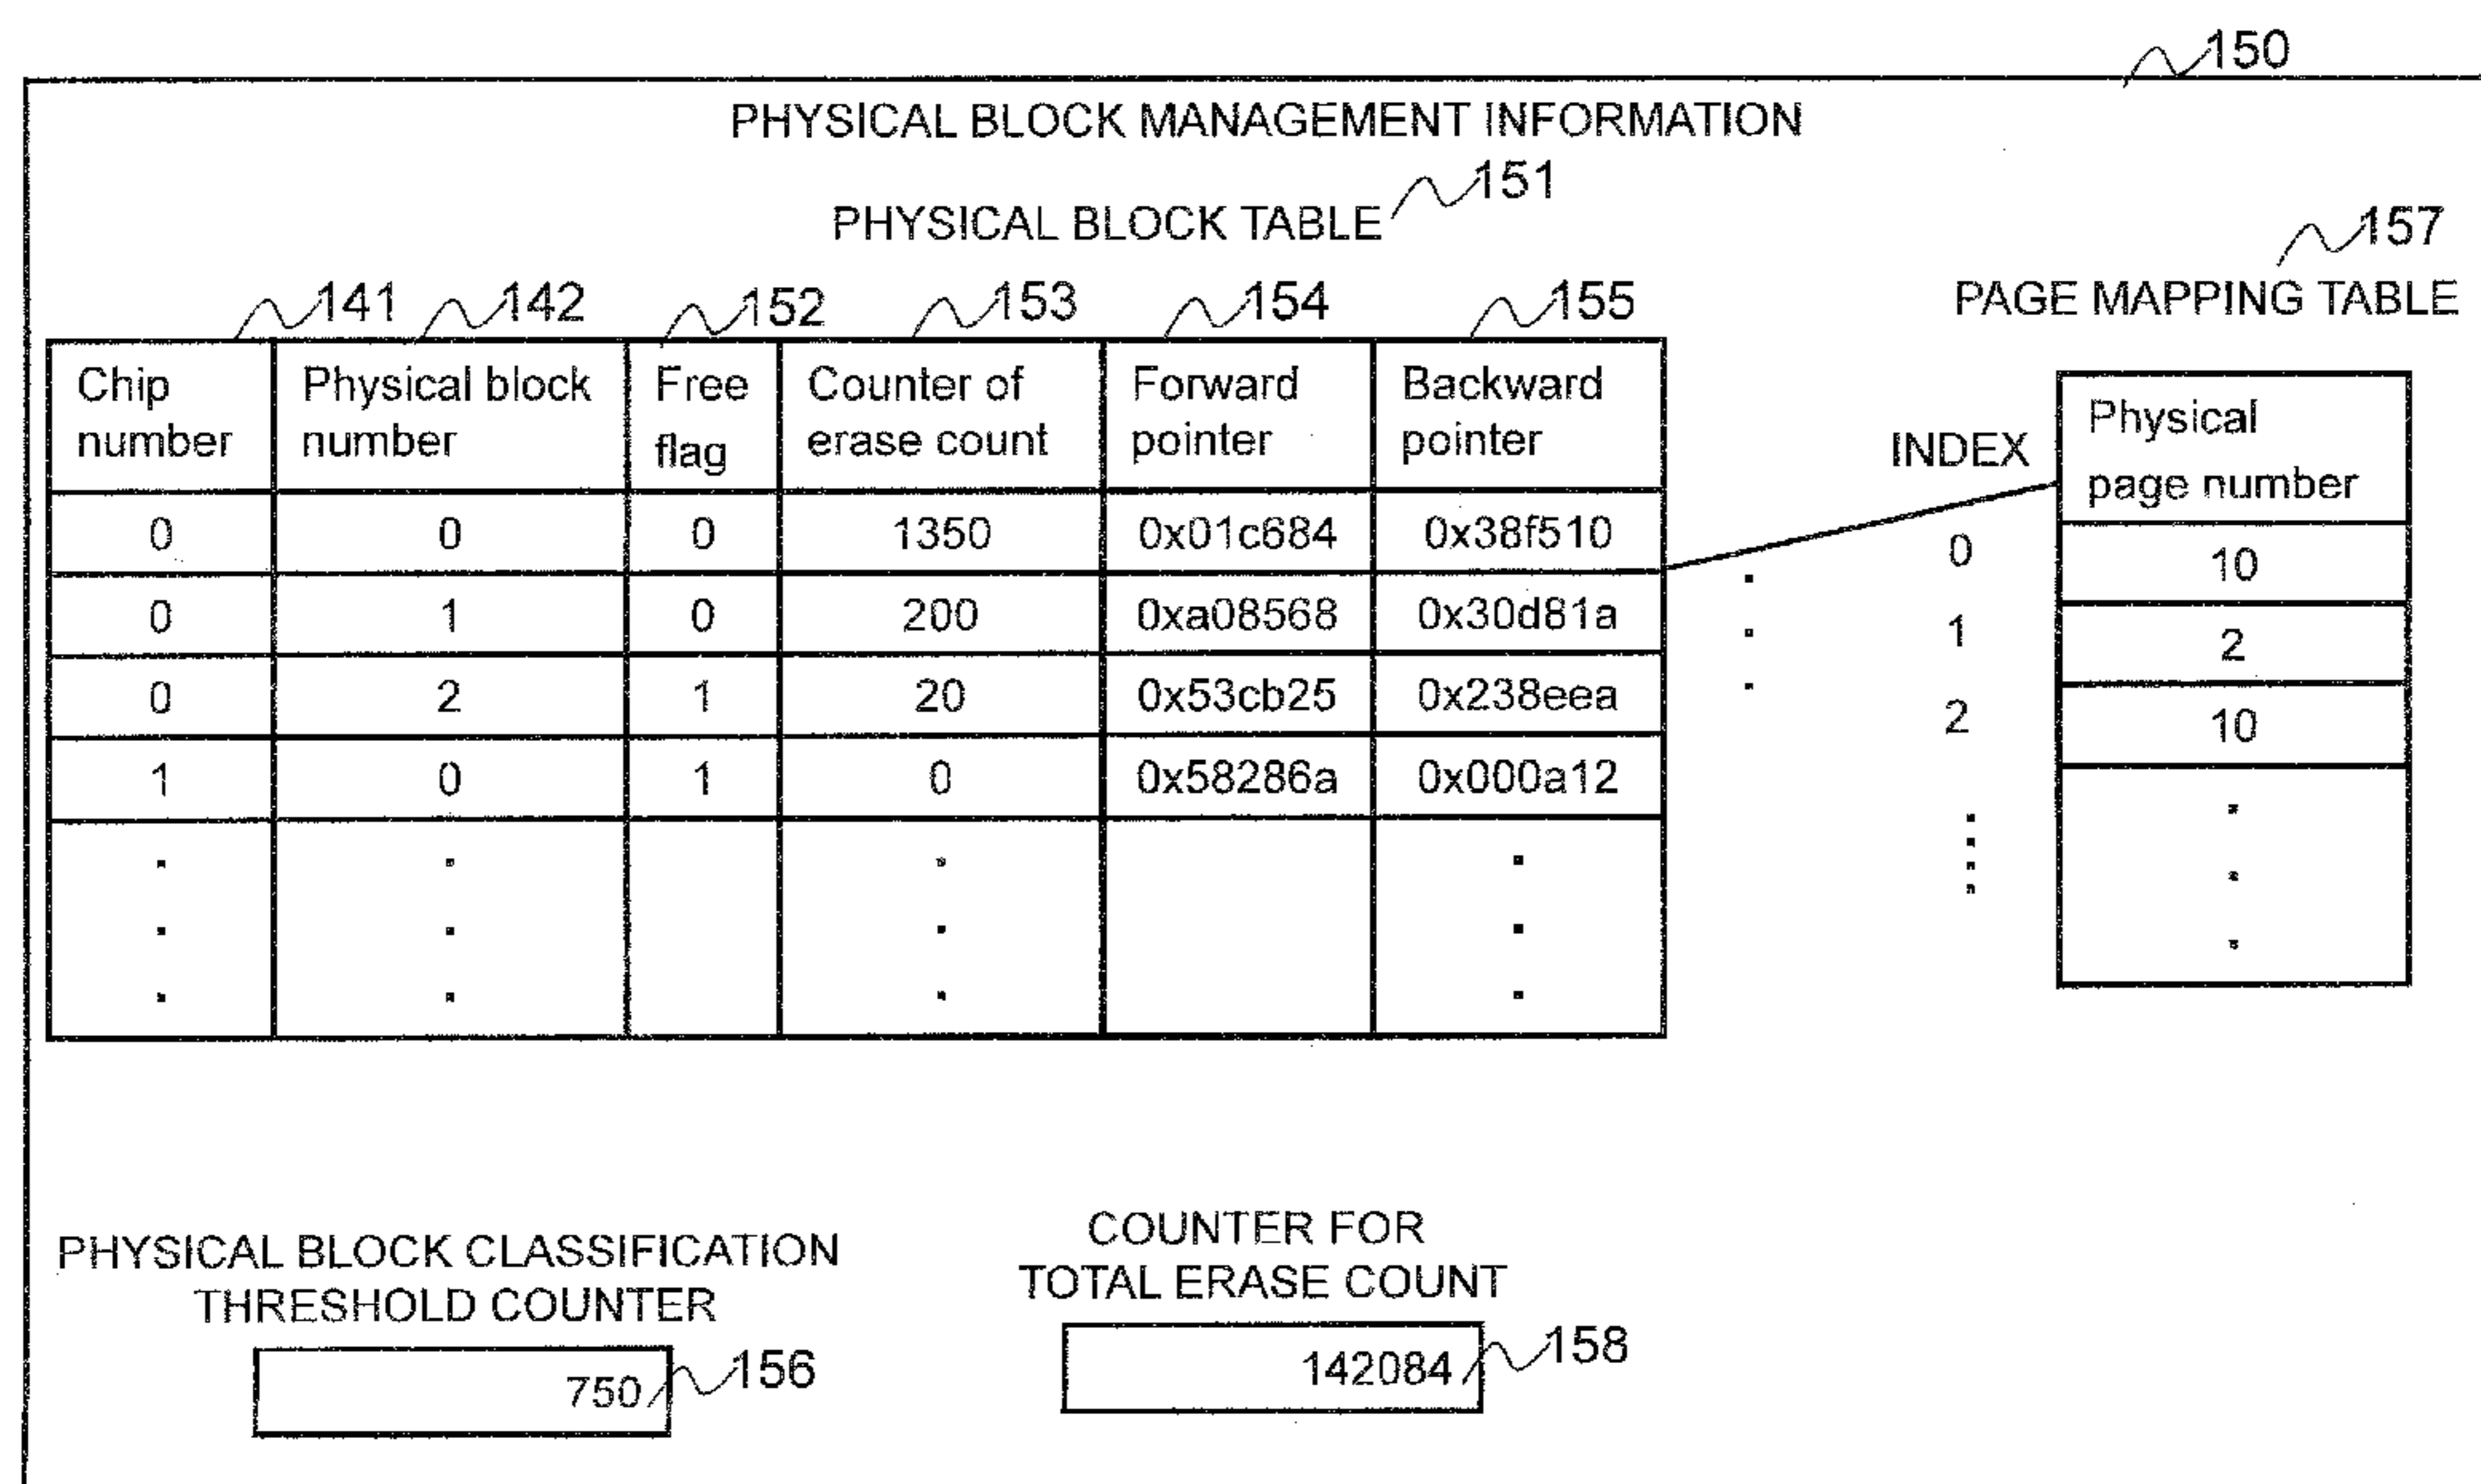 150
PHYSICAL BLOCK MANAGEMENT INFORMATION
151
PHYSICAL BLOCK TABLE
157
PAGE MAPPING TABLE
141 142 152 153 154 155
Chip number Physical block number Free flag Counter of erase count Forward pointer Backward pointer
0 0 0 1350 0x01c684 0x38f510
0 1 0 200 0xa08568 0x30d81a
0 2 1 20 0x53cb25 0x238eea
1 0 1 0 0x58286a 0x000a12
INDEX Physical page number
0 10
1 2
2 10
PHYSICAL BLOCK CLASSIFICATION
THRESHOLD COUNTER
750 156
COUNTER FOR
TOTAL ERASE COUNT
142084 158